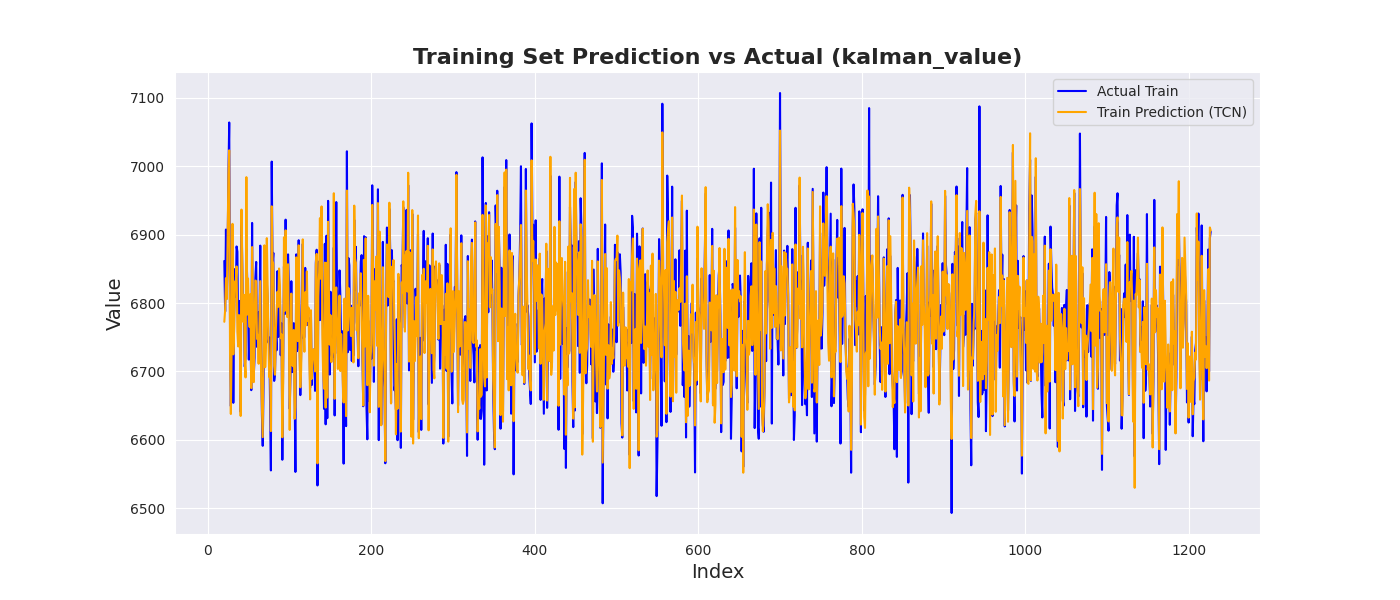 Training Set Prediction vs Actual (kalman_value)
Actual Train
Train Prediction (TCN)
Value
7100
7000
6900
6800
6700
6600
6500
0 200 400 600 800 1000 1200
Index